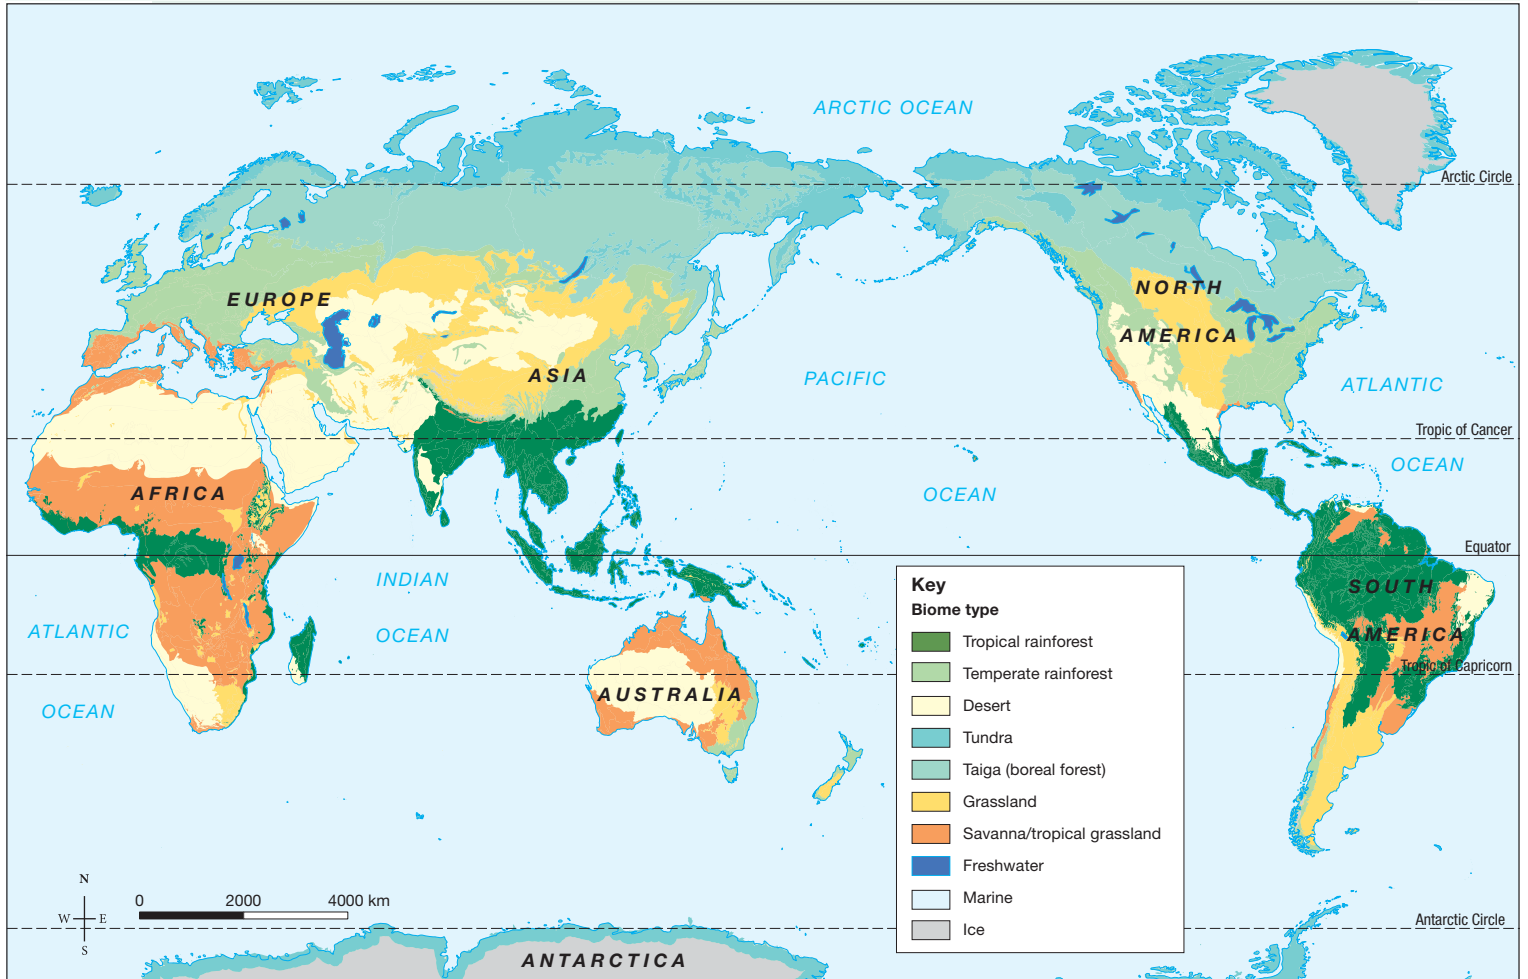 ARCTIC OCEAN
Arctic Circle
EUROPE
NORTH
AMERICA
ASIA
PACIFIC
ATLANTIC
Tropic of Cancer
OCEAN
AFRICA
OCEAN
Equator
INDIAN
ATLANTIC
OCEAN
SOUTH
AMERICA
Tropic of Capricorn
AUSTRALIA
OCEAN
Key
Biome type
Tropical rainforest
Temperate rainforest
Desert
Tundra
Taiga (boreal forest)
Grassland
Savanna/tropical grassland
Freshwater
Marine
Ice
N
W E
S
0 2000 4000 km
Antarctic Circle
ANTARCTICA